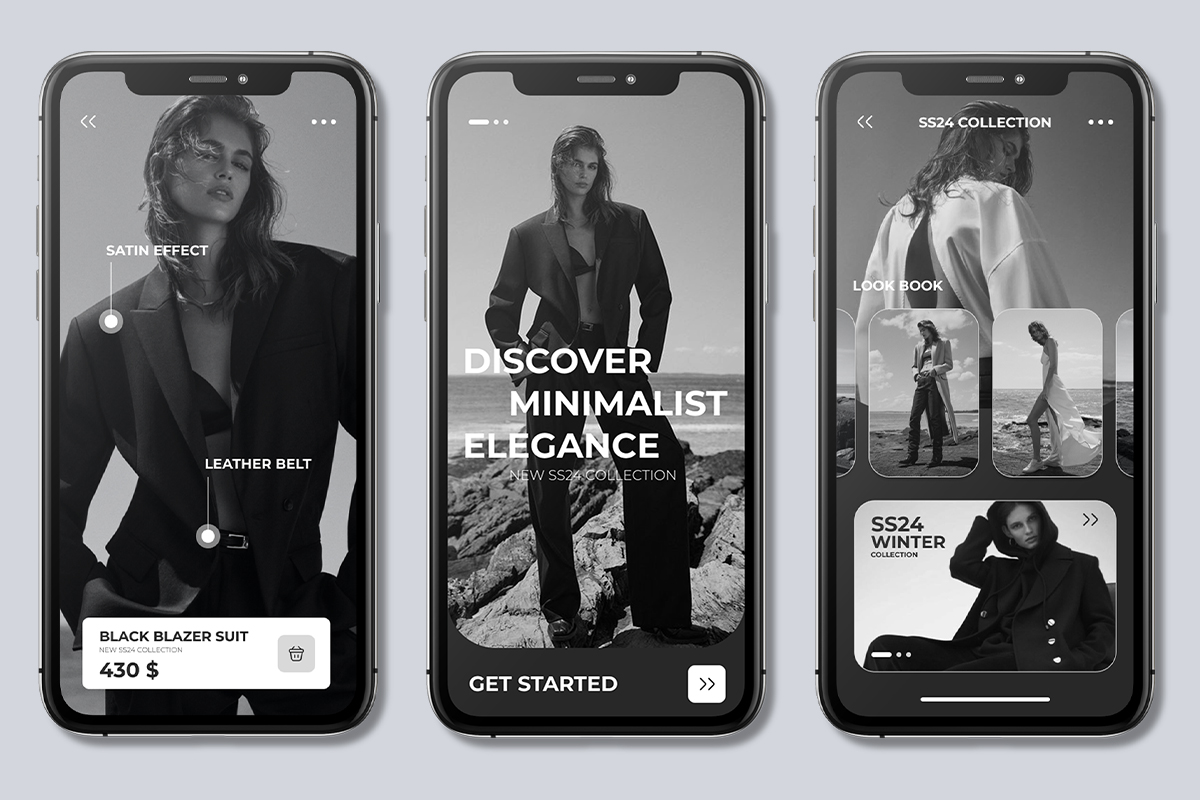 SATIN EFFECT
LEATHER BELT
BLACK BLAZER SUIT
NEW SS24 COLLECTION
430 $
DISCOVER
MINIMALIST
ELEGANCE
NEW SS24 COLLECTION
GET STARTED
SS24 COLLECTION
LOOK BOOK
SS24
WINTER
COLLECTION